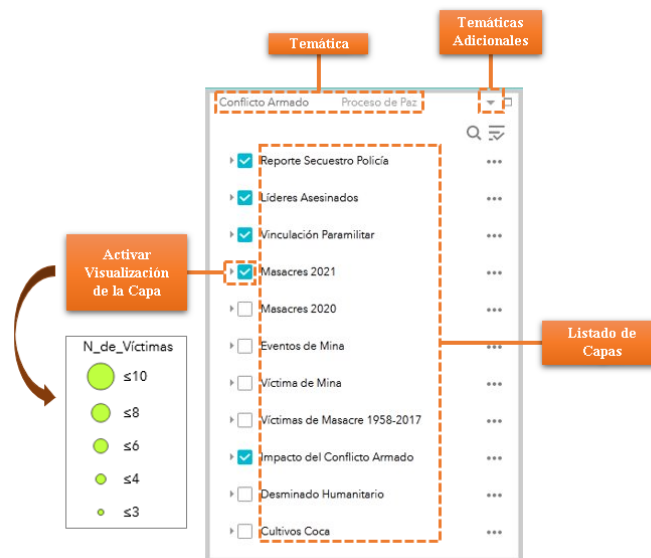 Temática
Temáticas
Adicionales
Conflicto Armado Proceso de Paz
Reporte Secuestro Policía
Líderes Asesinados
Vinculación Paramilitar
Activar
Visualización
de la Capa
Masacres 2021
Masacres 2020
Eventos de Mina
Víctima de Mina
Víctimas de Masacre 1958-2017
Impacto del Conflicto Armado
Desminado Humanitario
Cultivos Coca
Listado de
Capas
N_de_Víctimas
≤10
≤8
≤6
≤4
≤3